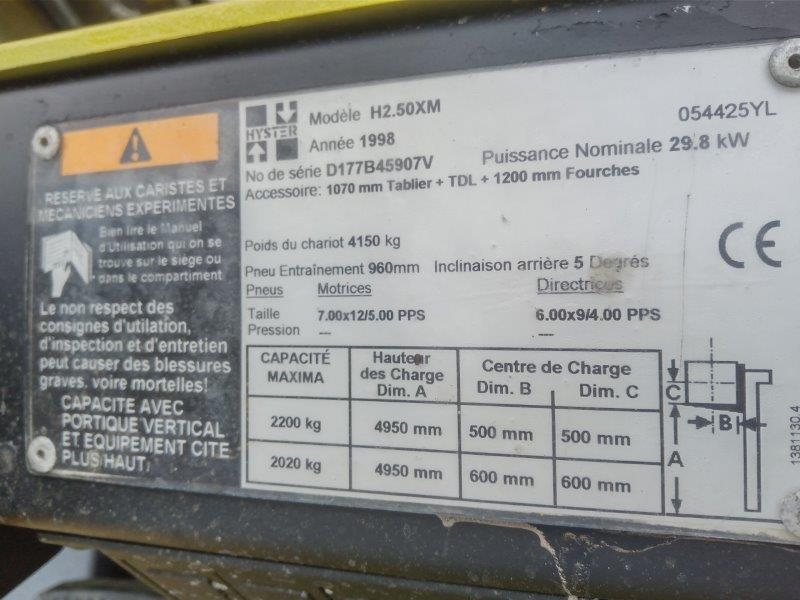 RESERVE AUX CARISTES ET
MECANICIENS EXPERIMENTES
Bien lire le Manuel
d'Utilisation qui on se
trouve sur le siège ou
dans le compartiment
Le non respect des
consignes d'utilation,
d'inspection et d'entretien
peut causer des blessures
graves, voire mortelles!
CAPACITE AVEC
PORTIQUE VERTICAL
ET EQUIPEMENT CITE
PLUS HAUT.
HYSTER
Modèle H2.50XM
054425YL
Année 1998
Puissance Nominale 29.8 kW
No de série D177B45907V
Accessoire: 1070 mm Tablier + TDL + 1200 mm Fourches
Poids du chariot 4150 kg
CE
Pneu Entraînement 960mm Inclinaison arrière 5 Degrés
Pneus Motrices Directrices
Taille 7.00x12/5.00 PPS 6.00x9/4.00 PPS
Pression --- ---
CAPACITÉ MAXIMA Hauteur des Charge Dim. A Centre de Charge Dim. B Dim. C
2200 kg 4950 mm 500 mm 500 mm
2020 kg 4950 mm 600 mm 600 mm
C
B
A
1381130 4